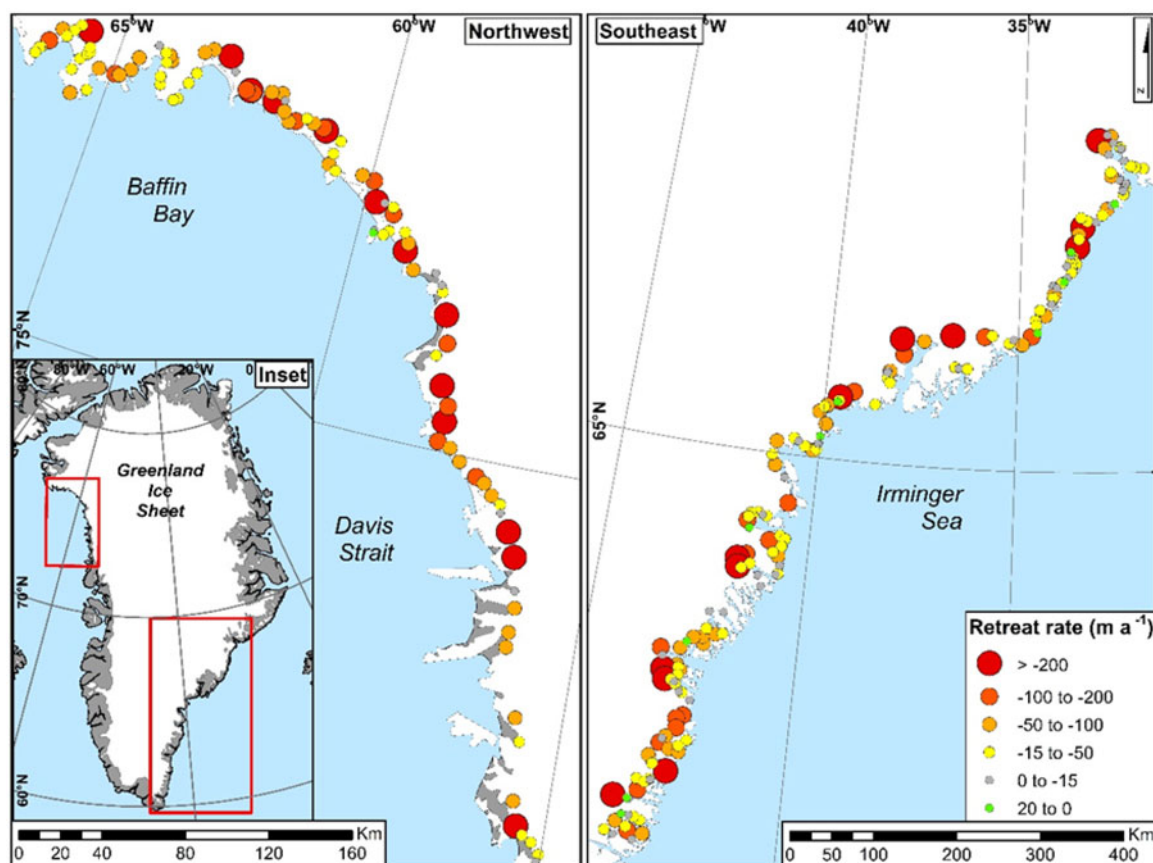 65°W
60°W
Northwest
Baffin
Bay
75°N
Davis
Strait
80°W
60°W
40°W
20°W
0°
Inset
Greenland
Ice
Sheet
70°N
60°N
Km
0 20 40 80 120 160
Southeast
40°W
35°W
N
65°N
Irminger
Sea
Retreat rate (m a⁻¹)
> -200
-100 to -200
-50 to -100
-15 to -50
0 to -15
20 to 0
Km
0 50 100 200 300 400